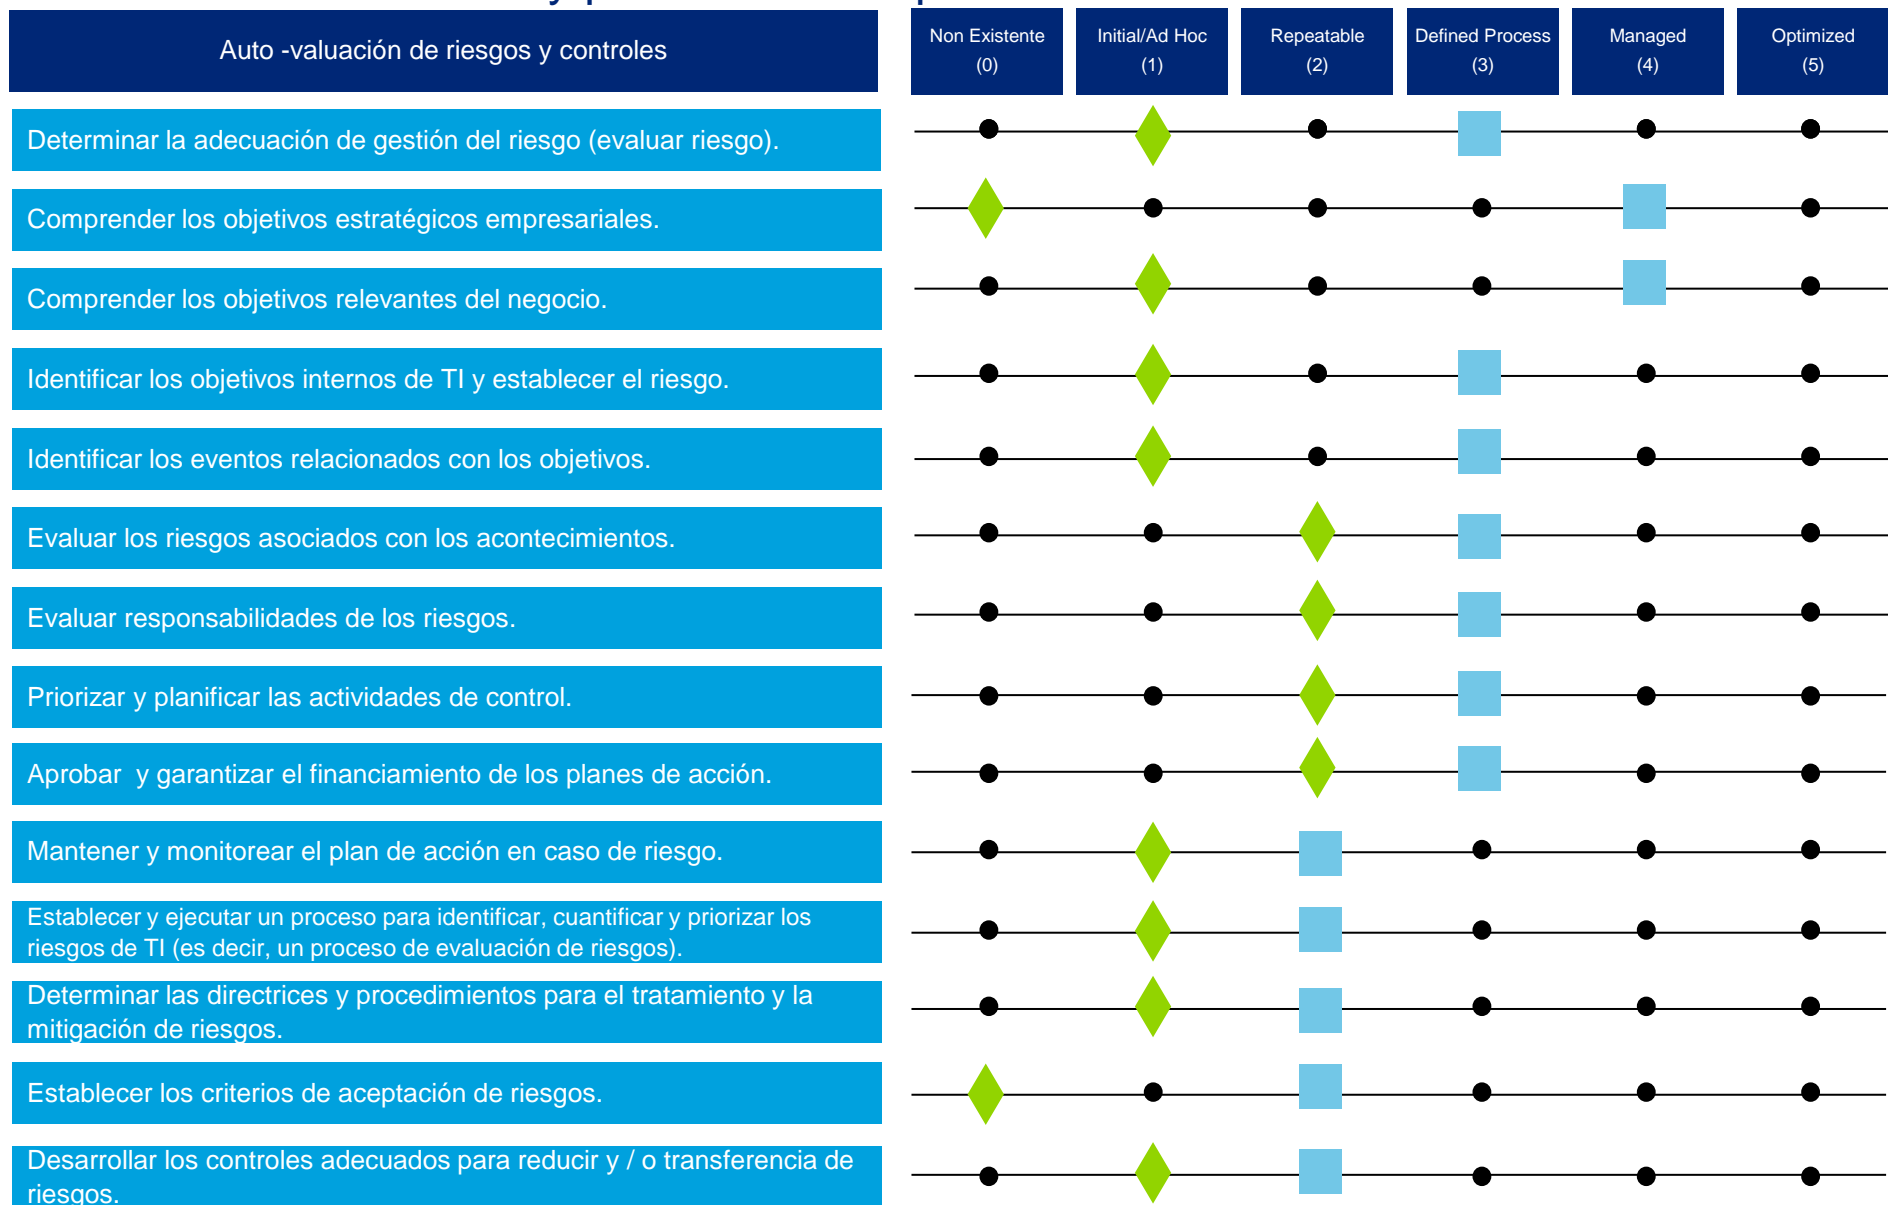 Auto -valuación de riesgos y controles
Non Existente
(0)
Initial/Ad Hoc
(1)
Repeatable
(2)
Defined Process
(3)
Managed
(4)
Optimized
(5)
Determinar la adecuación de gestión del riesgo (evaluar riesgo).
Comprender los objetivos estratégicos empresariales.
Comprender los objetivos relevantes del negocio.
Identificar los objetivos internos de TI y establecer el riesgo.
Identificar los eventos relacionados con los objetivos.
Evaluar los riesgos asociados con los acontecimientos.
Evaluar responsabilidades de los riesgos.
Priorizar y planificar las actividades de control.
Aprobar  y garantizar el financiamiento de los planes de acción.
Mantener y monitorear el plan de acción en caso de riesgo.
Establecer y ejecutar un proceso para identificar, cuantificar y priorizar los
riesgos de TI (es decir, un proceso de evaluación de riesgos).
Determinar las directrices y procedimientos para el tratamiento y la
mitigación de riesgos.
Establecer los criterios de aceptación de riesgos.
Desarrollar los controles adecuados para reducir y / o transferencia de
riesgos.